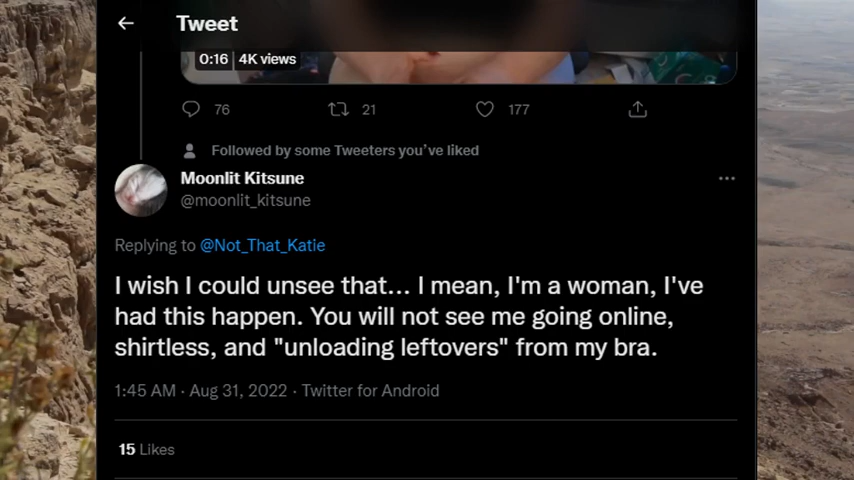 Tweet
0:16 4K views
76 21 177
Followed by some Tweeters you've liked
Moonlit Kitsune
@moonlit_kitsune
Replying to @Not_That_Katie
I wish I could unsee that... I mean, I'm a woman, I've
had this happen. You will not see me going online,
shirtless, and "unloading leftovers" from my bra.
1:45 AM · Aug 31, 2022 · Twitter for Android
15 Likes